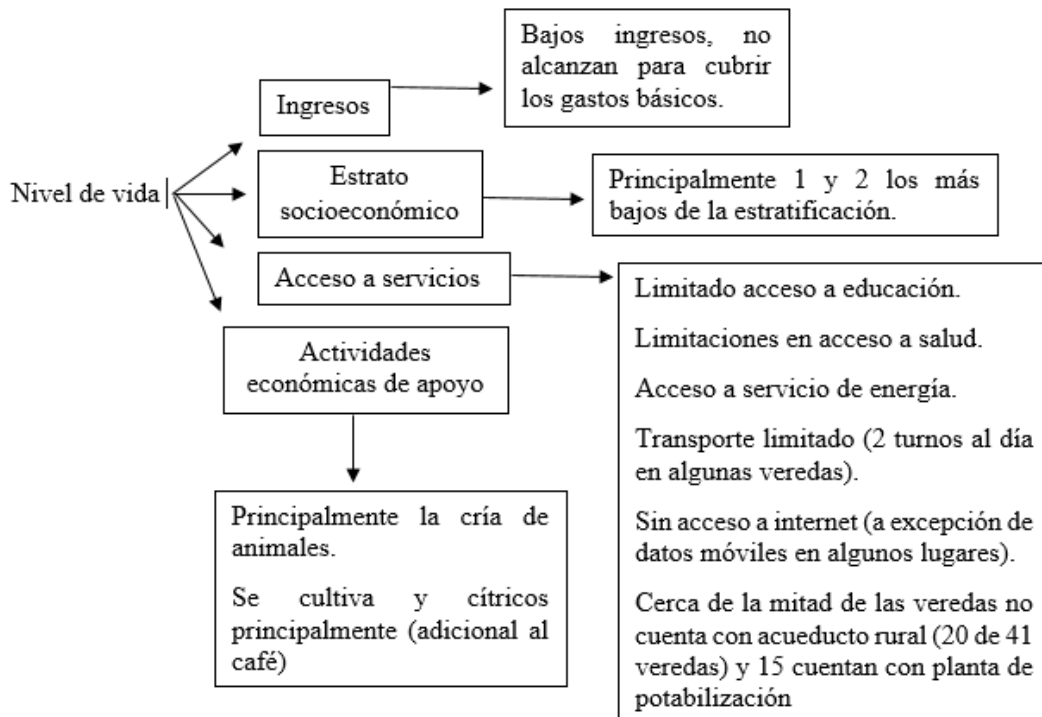 Nivel de vida
Ingresos
Bajos ingresos, no
alcanzan para cubrir
los gastos básicos.
Estrato
socioeconómico
Principalmente 1 y 2 los más
bajos de la estratificación.
Acceso a servicios
Limitado acceso a educación.
Limitaciones en acceso a salud.
Acceso a servicio de energía.
Transporte limitado (2 turnos al día
en algunas veredas).
Sin acceso a internet (a excepción de
datos móviles en algunos lugares).
Cerca de la mitad de las veredas no
cuenta con acueducto rural (20 de 41
veredas) y 15 cuentan con planta de
potabilización
Actividades
económicas de apoyo
Principalmente la cría de
animales.
Se cultiva y cítricos
principalmente (adicional al
café)